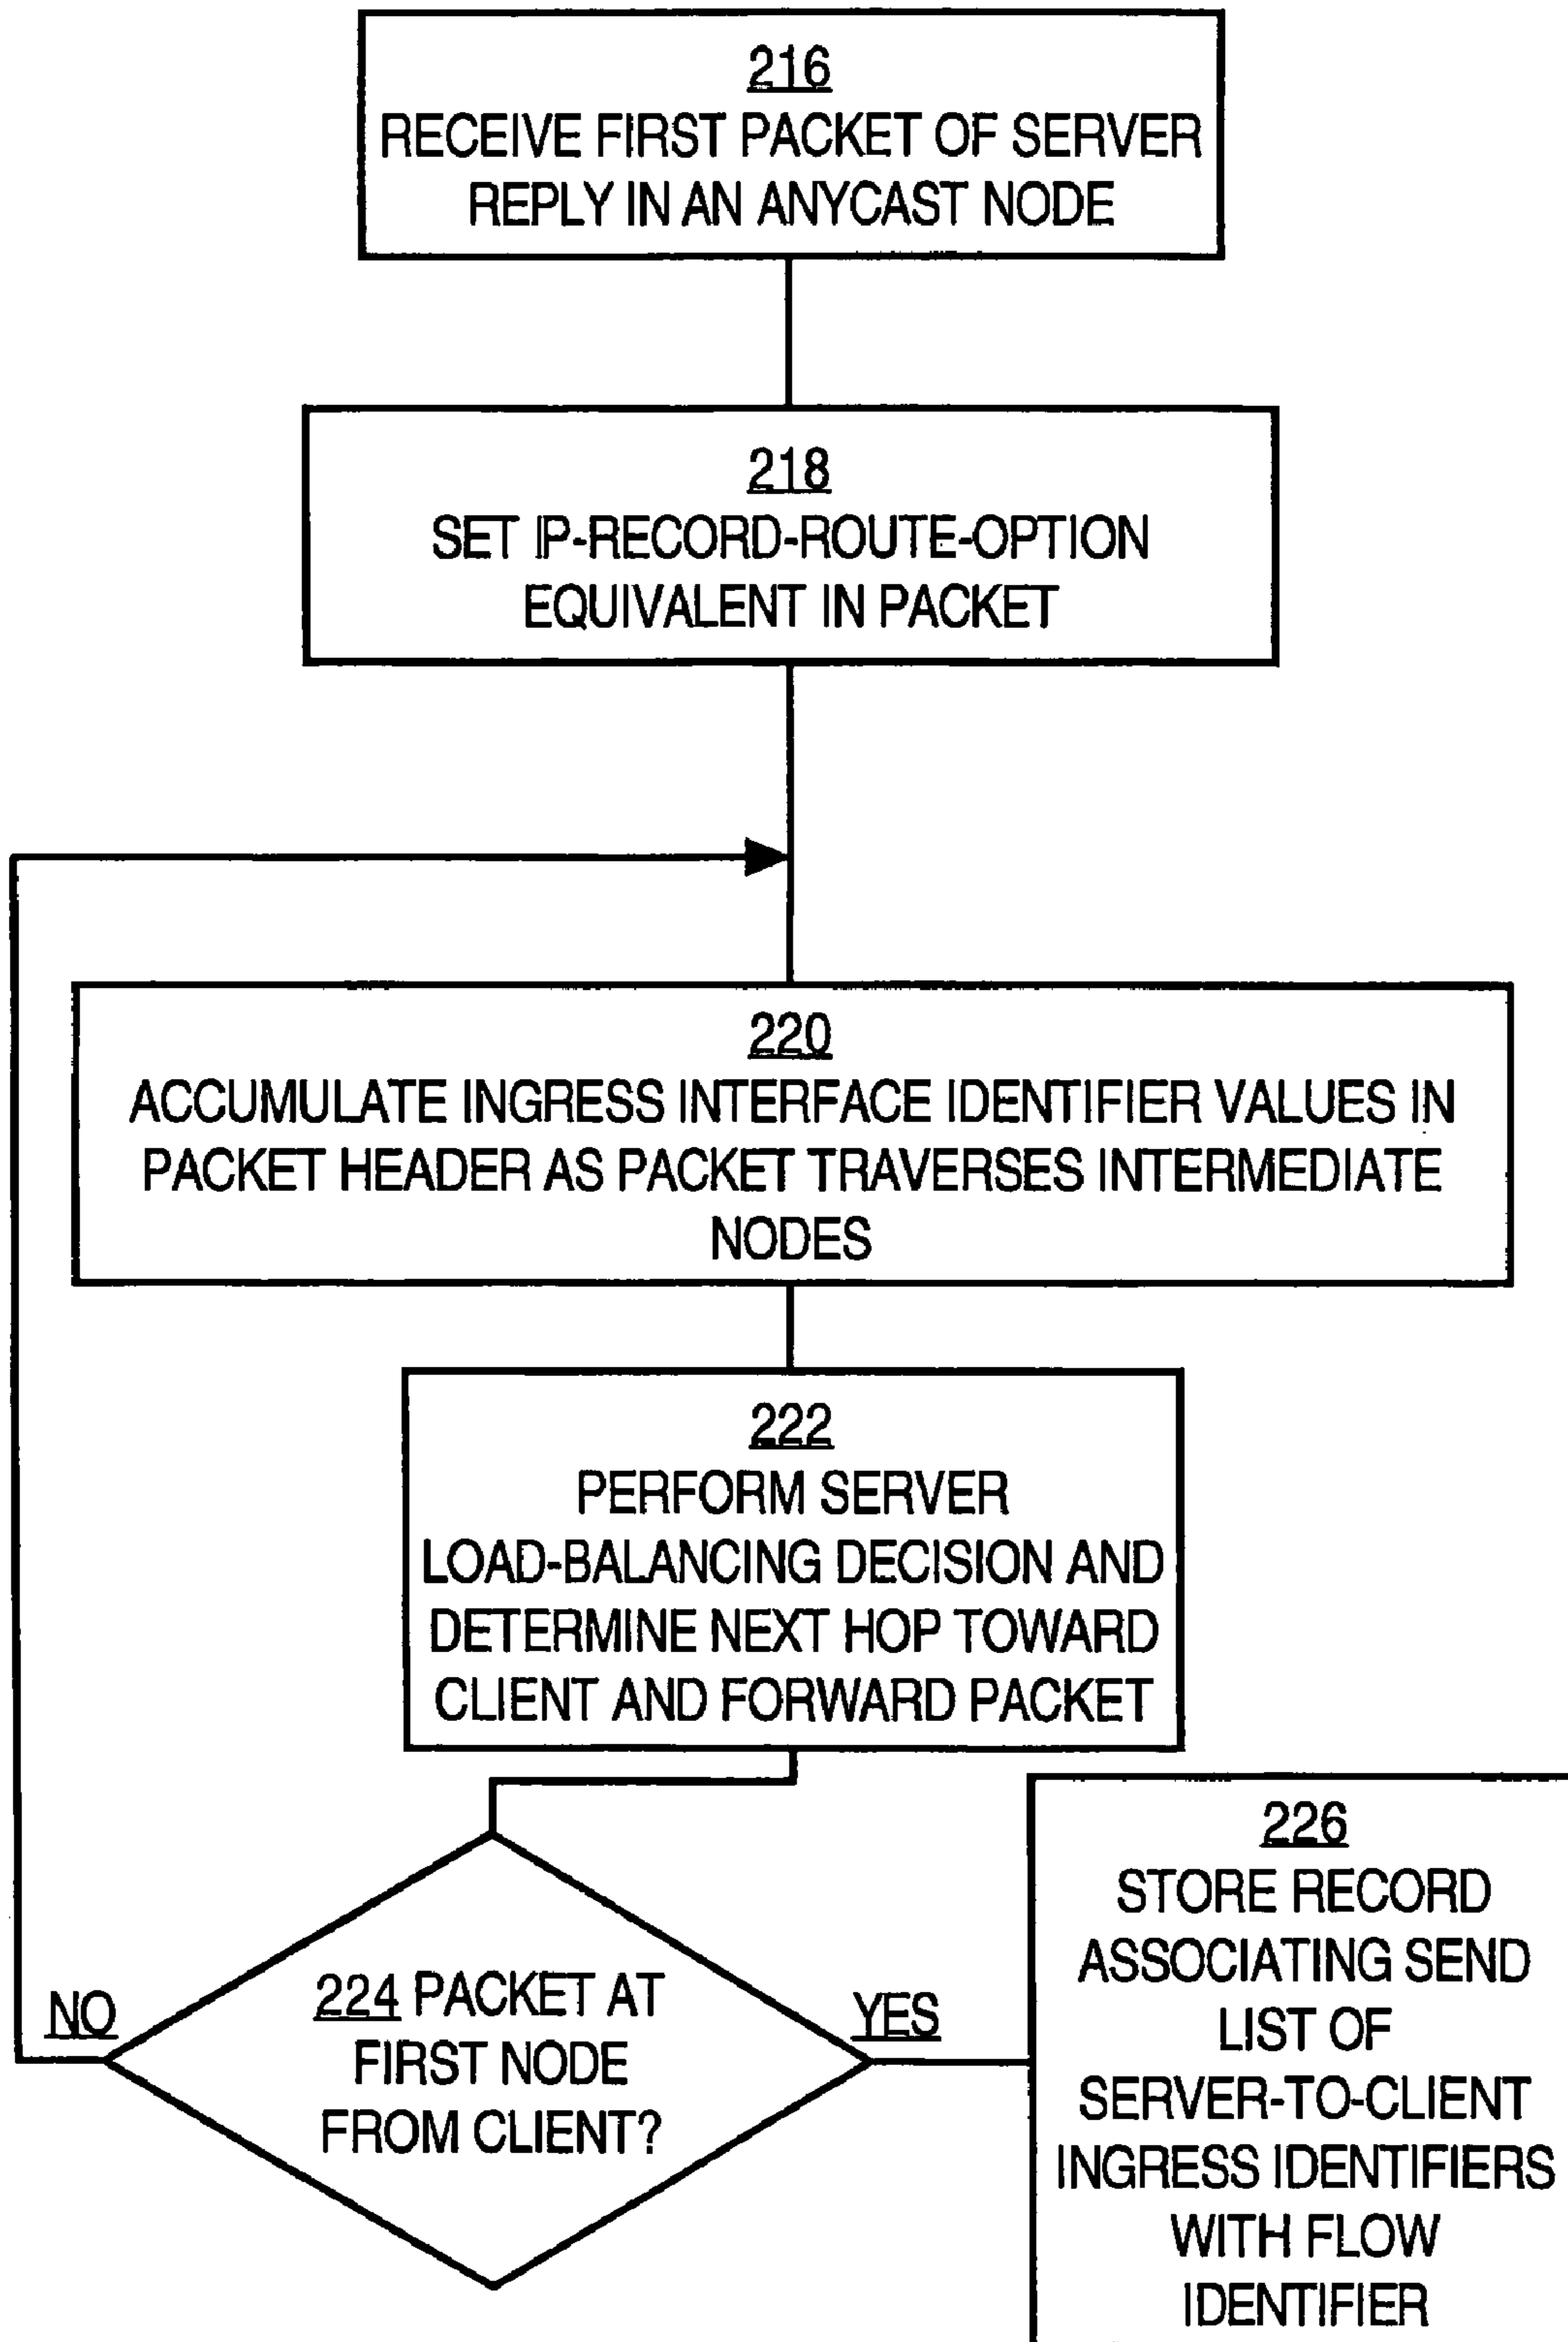 216
RECEIVE FIRST PACKET OF SERVER
REPLY IN AN ANYCAST NODE
218
SET IP-RECORD-ROUTE-OPTION
EQUIVALENT IN PACKET
220
ACCUMULATE INGRESS INTERFACE IDENTIFIER VALUES IN
PACKET HEADER AS PACKET TRAVERSES INTERMEDIATE
NODES
222
PERFORM SERVER
LOAD-BALANCING DECISION AND
DETERMINE NEXT HOP TOWARD
CLIENT AND FORWARD PACKET
224 PACKET AT
FIRST NODE
FROM CLIENT?
NO
YES
226
STORE RECORD
ASSOCIATING SEND
LIST OF
SERVER-TO-CLIENT
INGRESS IDENTIFIERS
WITH FLOW
IDENTIFIER